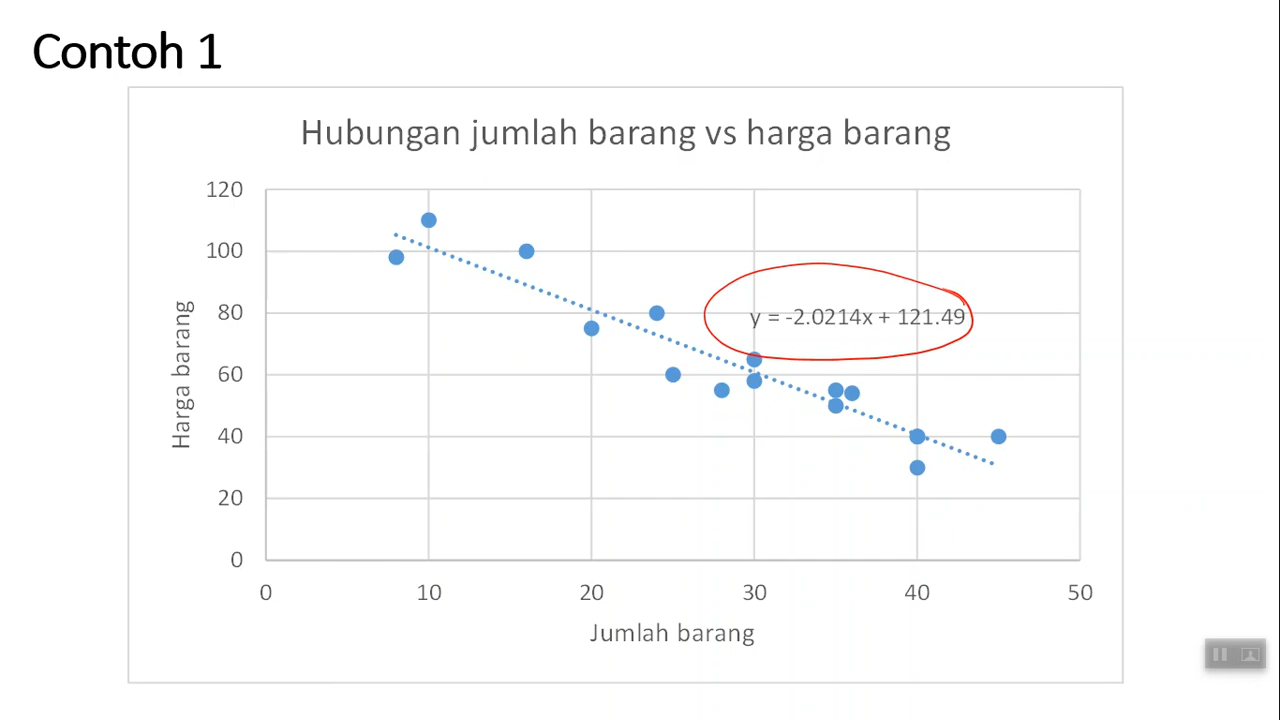 Contoh 1
Hubungan jumlah barang vs harga barang
120
100
80
60
40
20
0
Harga barang
y = -2.0214x + 121.49
0 10 20 30 40 50
Jumlah barang